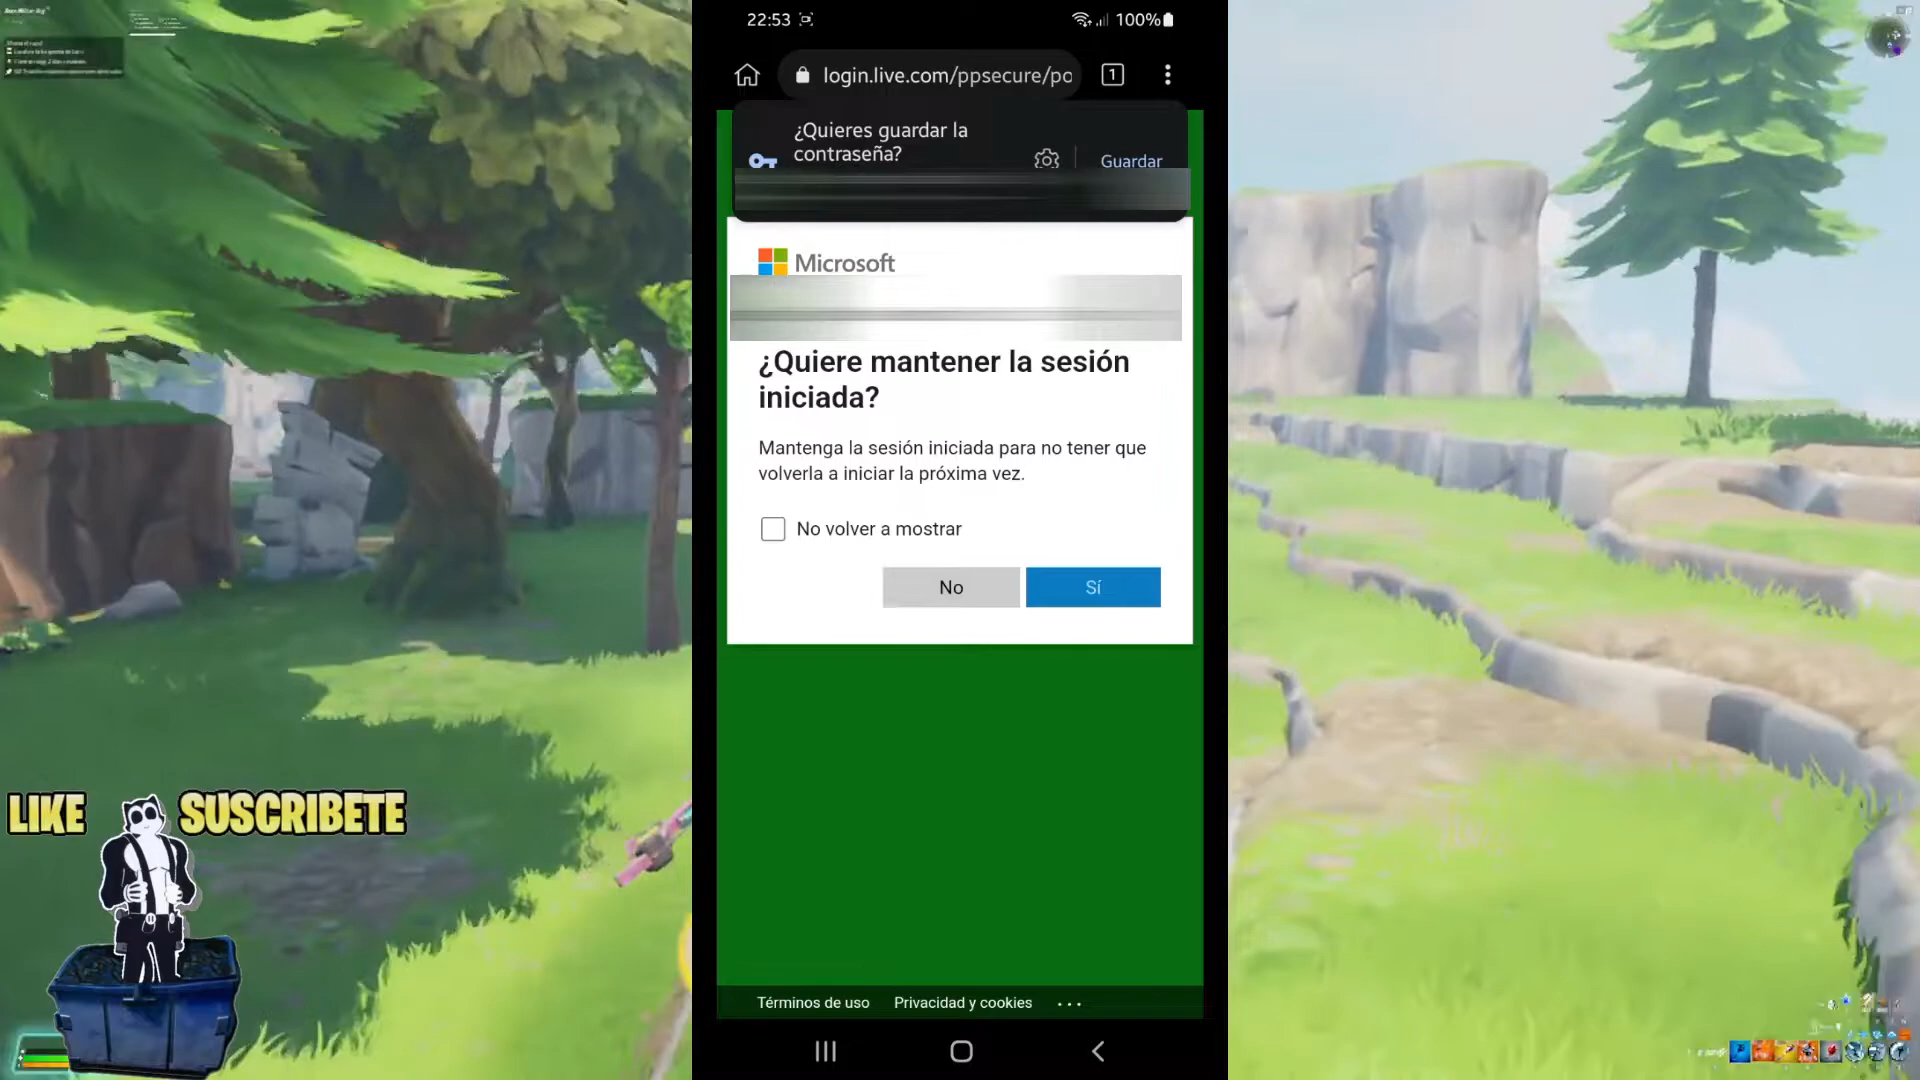 22:53
100%
login.live.com/ppsecure/po
1
¿Quieres guardar la
contraseña?
Guardar
Microsoft
¿Quiere mantener la sesión
iniciada?
Mantenga la sesión iniciada para no tener que
volverla a iniciar la próxima vez.
No volver a mostrar
No
Sí
LIKE
SUSCRIBETE
Términos de uso
Privacidad y cookies